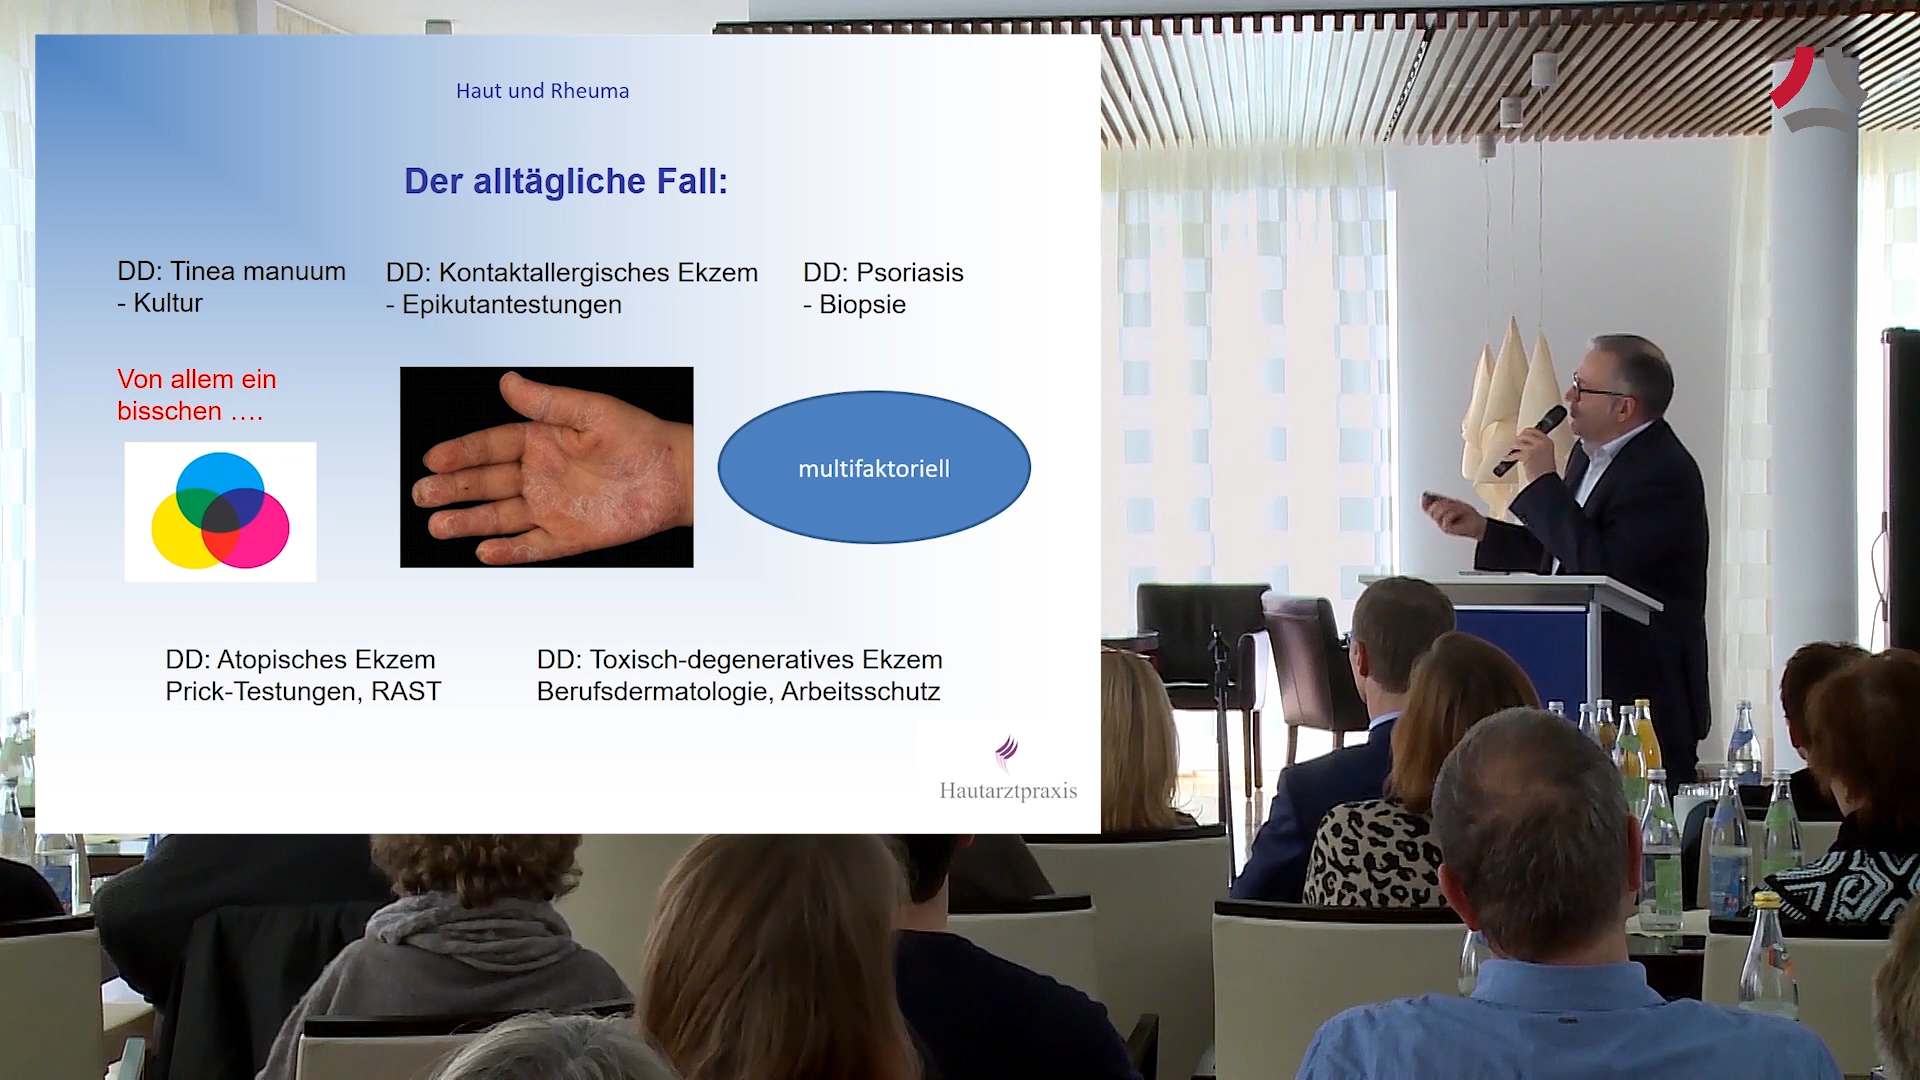 Haut und Rheuma
Der alltägliche Fall:
DD: Tinea manuum
- Kultur
DD: Kontaktallergisches Ekzem
- Epikutantestungen
DD: Psoriasis
- Biopsie
Von allem ein
bisschen ….
multifaktoriell
DD: Atopisches Ekzem
Prick-Testungen, RAST
DD: Toxisch-degeneratives Ekzem
Berufsdermatologie, Arbeitsschutz
Hautarztpraxis